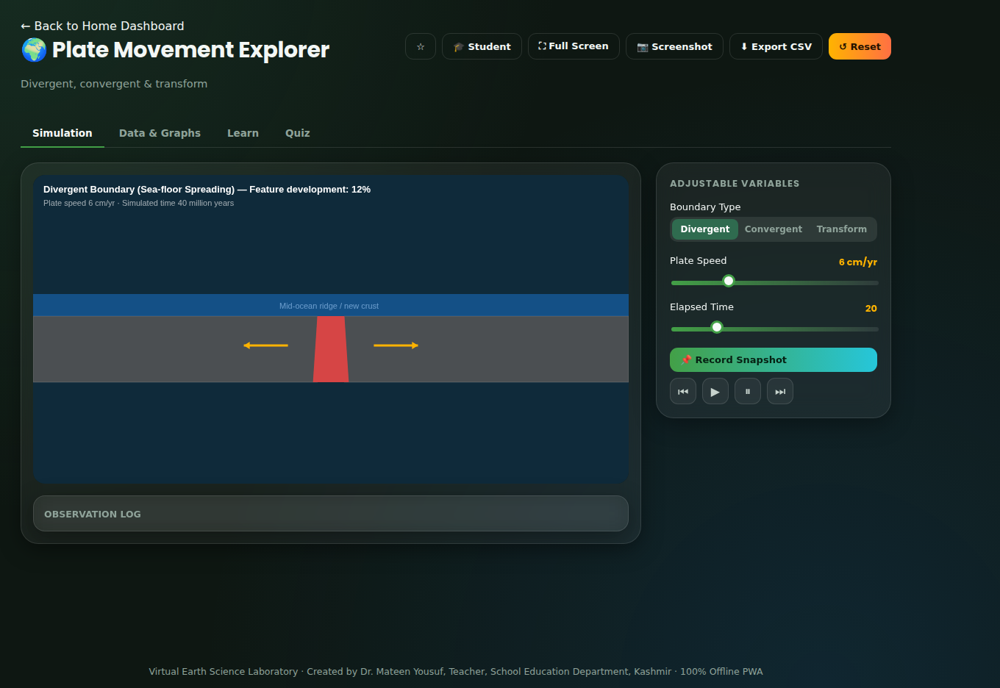 ← Back to Home Dashboard
🌍 Plate Movement Explorer
☆
🎓 Student
⛶ Full Screen
📷 Screenshot
⬇ Export CSV
↺ Reset
Divergent, convergent & transform
Simulation
Data & Graphs
Learn
Quiz
Divergent Boundary (Sea-floor Spreading) — Feature development: 12%
Plate speed 6 cm/yr · Simulated time 40 million years
Mid-ocean ridge / new crust
OBSERVATION LOG
ADJUSTABLE VARIABLES
Boundary Type
Divergent
Convergent
Transform
Plate Speed
6 cm/yr
Elapsed Time
20
📌 Record Snapshot
⏮ ▶ ⏸ ⏭
Virtual Earth Science Laboratory · Created by Dr. Mateen Yousuf, Teacher, School Education Department, Kashmir · 100% Offline PWA